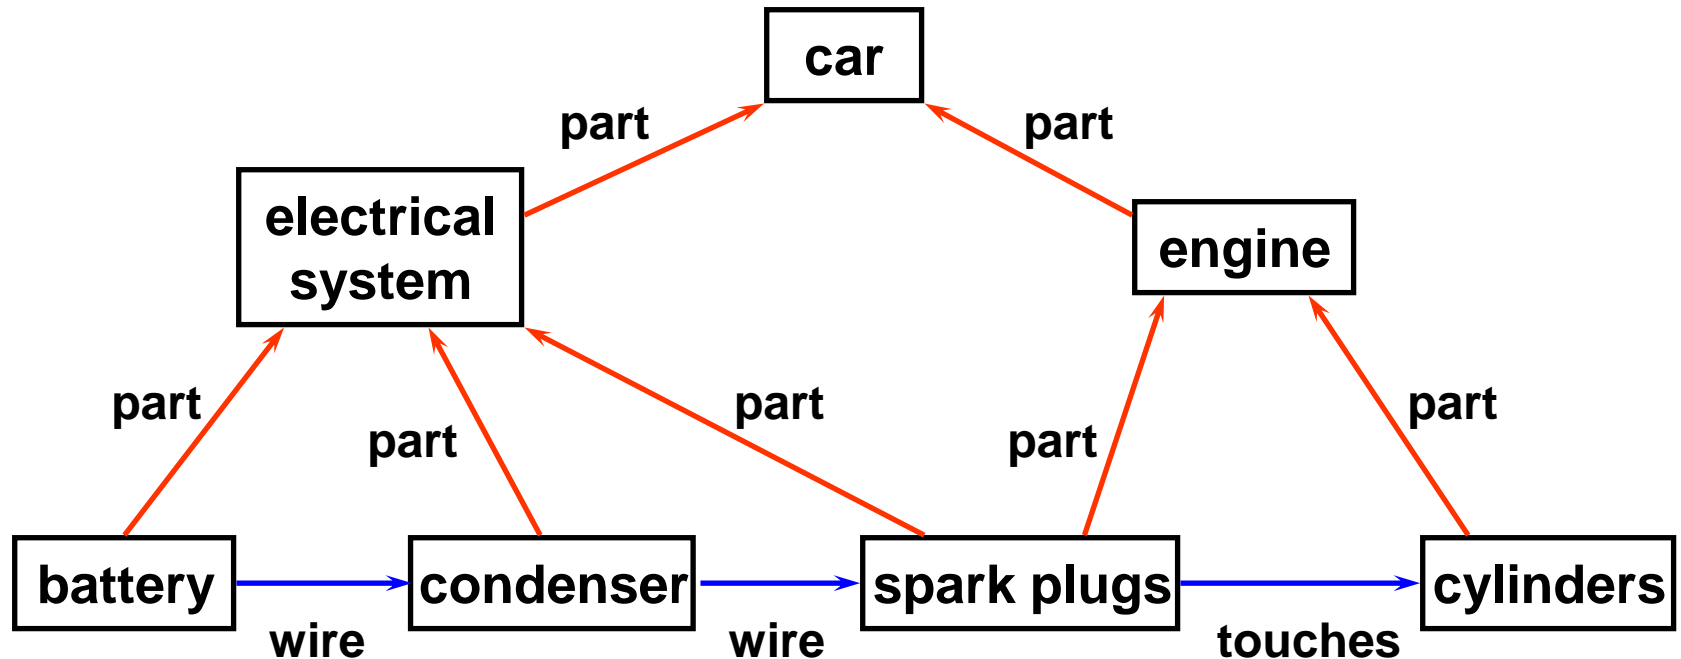 car
part
part
electrical
system
engine
part
part
part
part
part
battery
condenser
spark plugs
cylinders
wire
wire
touches